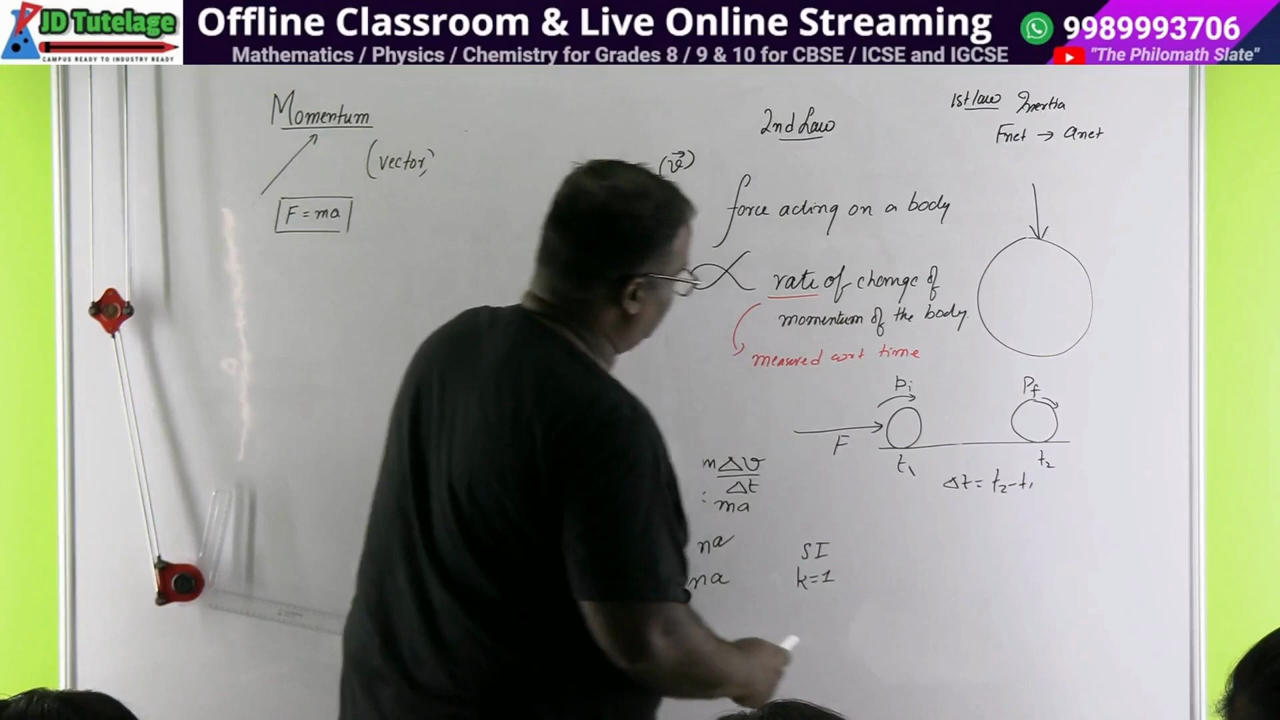 JD Tutelage
CAMPUS READY TO INDUSTRY READY
Offline Classroom & Live Online Streaming
Mathematics / Physics / Chemistry for Grades 8 / 9 & 10 for CBSE / ICSE and IGCSE
9989993706
"The Philomath Slate"
Momentum
(vector)
F = ma
(v⃗)
2nd Law
force acting on a body
∝ rate of change of
momentum of the body.
measured wrt time
1st law Inertia
Fnet → anet
Pi
Pf
F
t₁
t₂
Δt = t₂-t₁
mΔv
Δt
: ma
ma
ma
SI
k=1